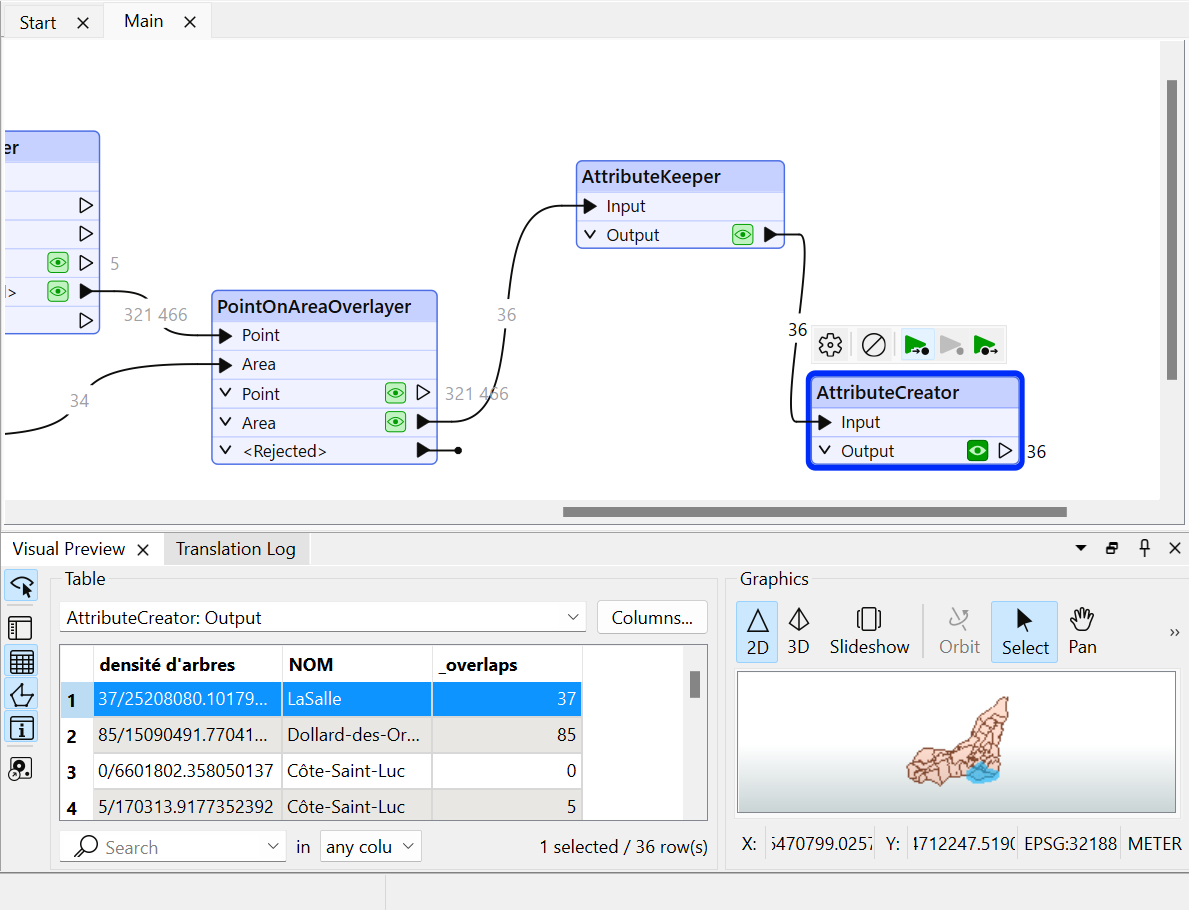 Start
Main
er
5
l>
321 466
34
PointOnAreaOverlayer
Point
Area
Point
321 466
Area
<Rejected>
36
AttributeKeeper
Input
Output
36
AttributeCreator
Input
Output
36
Visual Preview
Translation Log
Table
AttributeCreator: Output
Columns...
densité d'arbres NOM _overlaps
1 37/25208080.10179... LaSalle 37
2 85/15090491.77041... Dollard-des-Or... 85
3 0/6601802.358050137 Côte-Saint-Luc 0
4 5/170313.9177352392 Côte-Saint-Luc 5
Search in any colu 1 selected / 36 row(s)
Graphics
2D 3D Slideshow Orbit Select Pan »
X: 5470799.0257 Y: 4712247.5190 EPSG:32188 METER